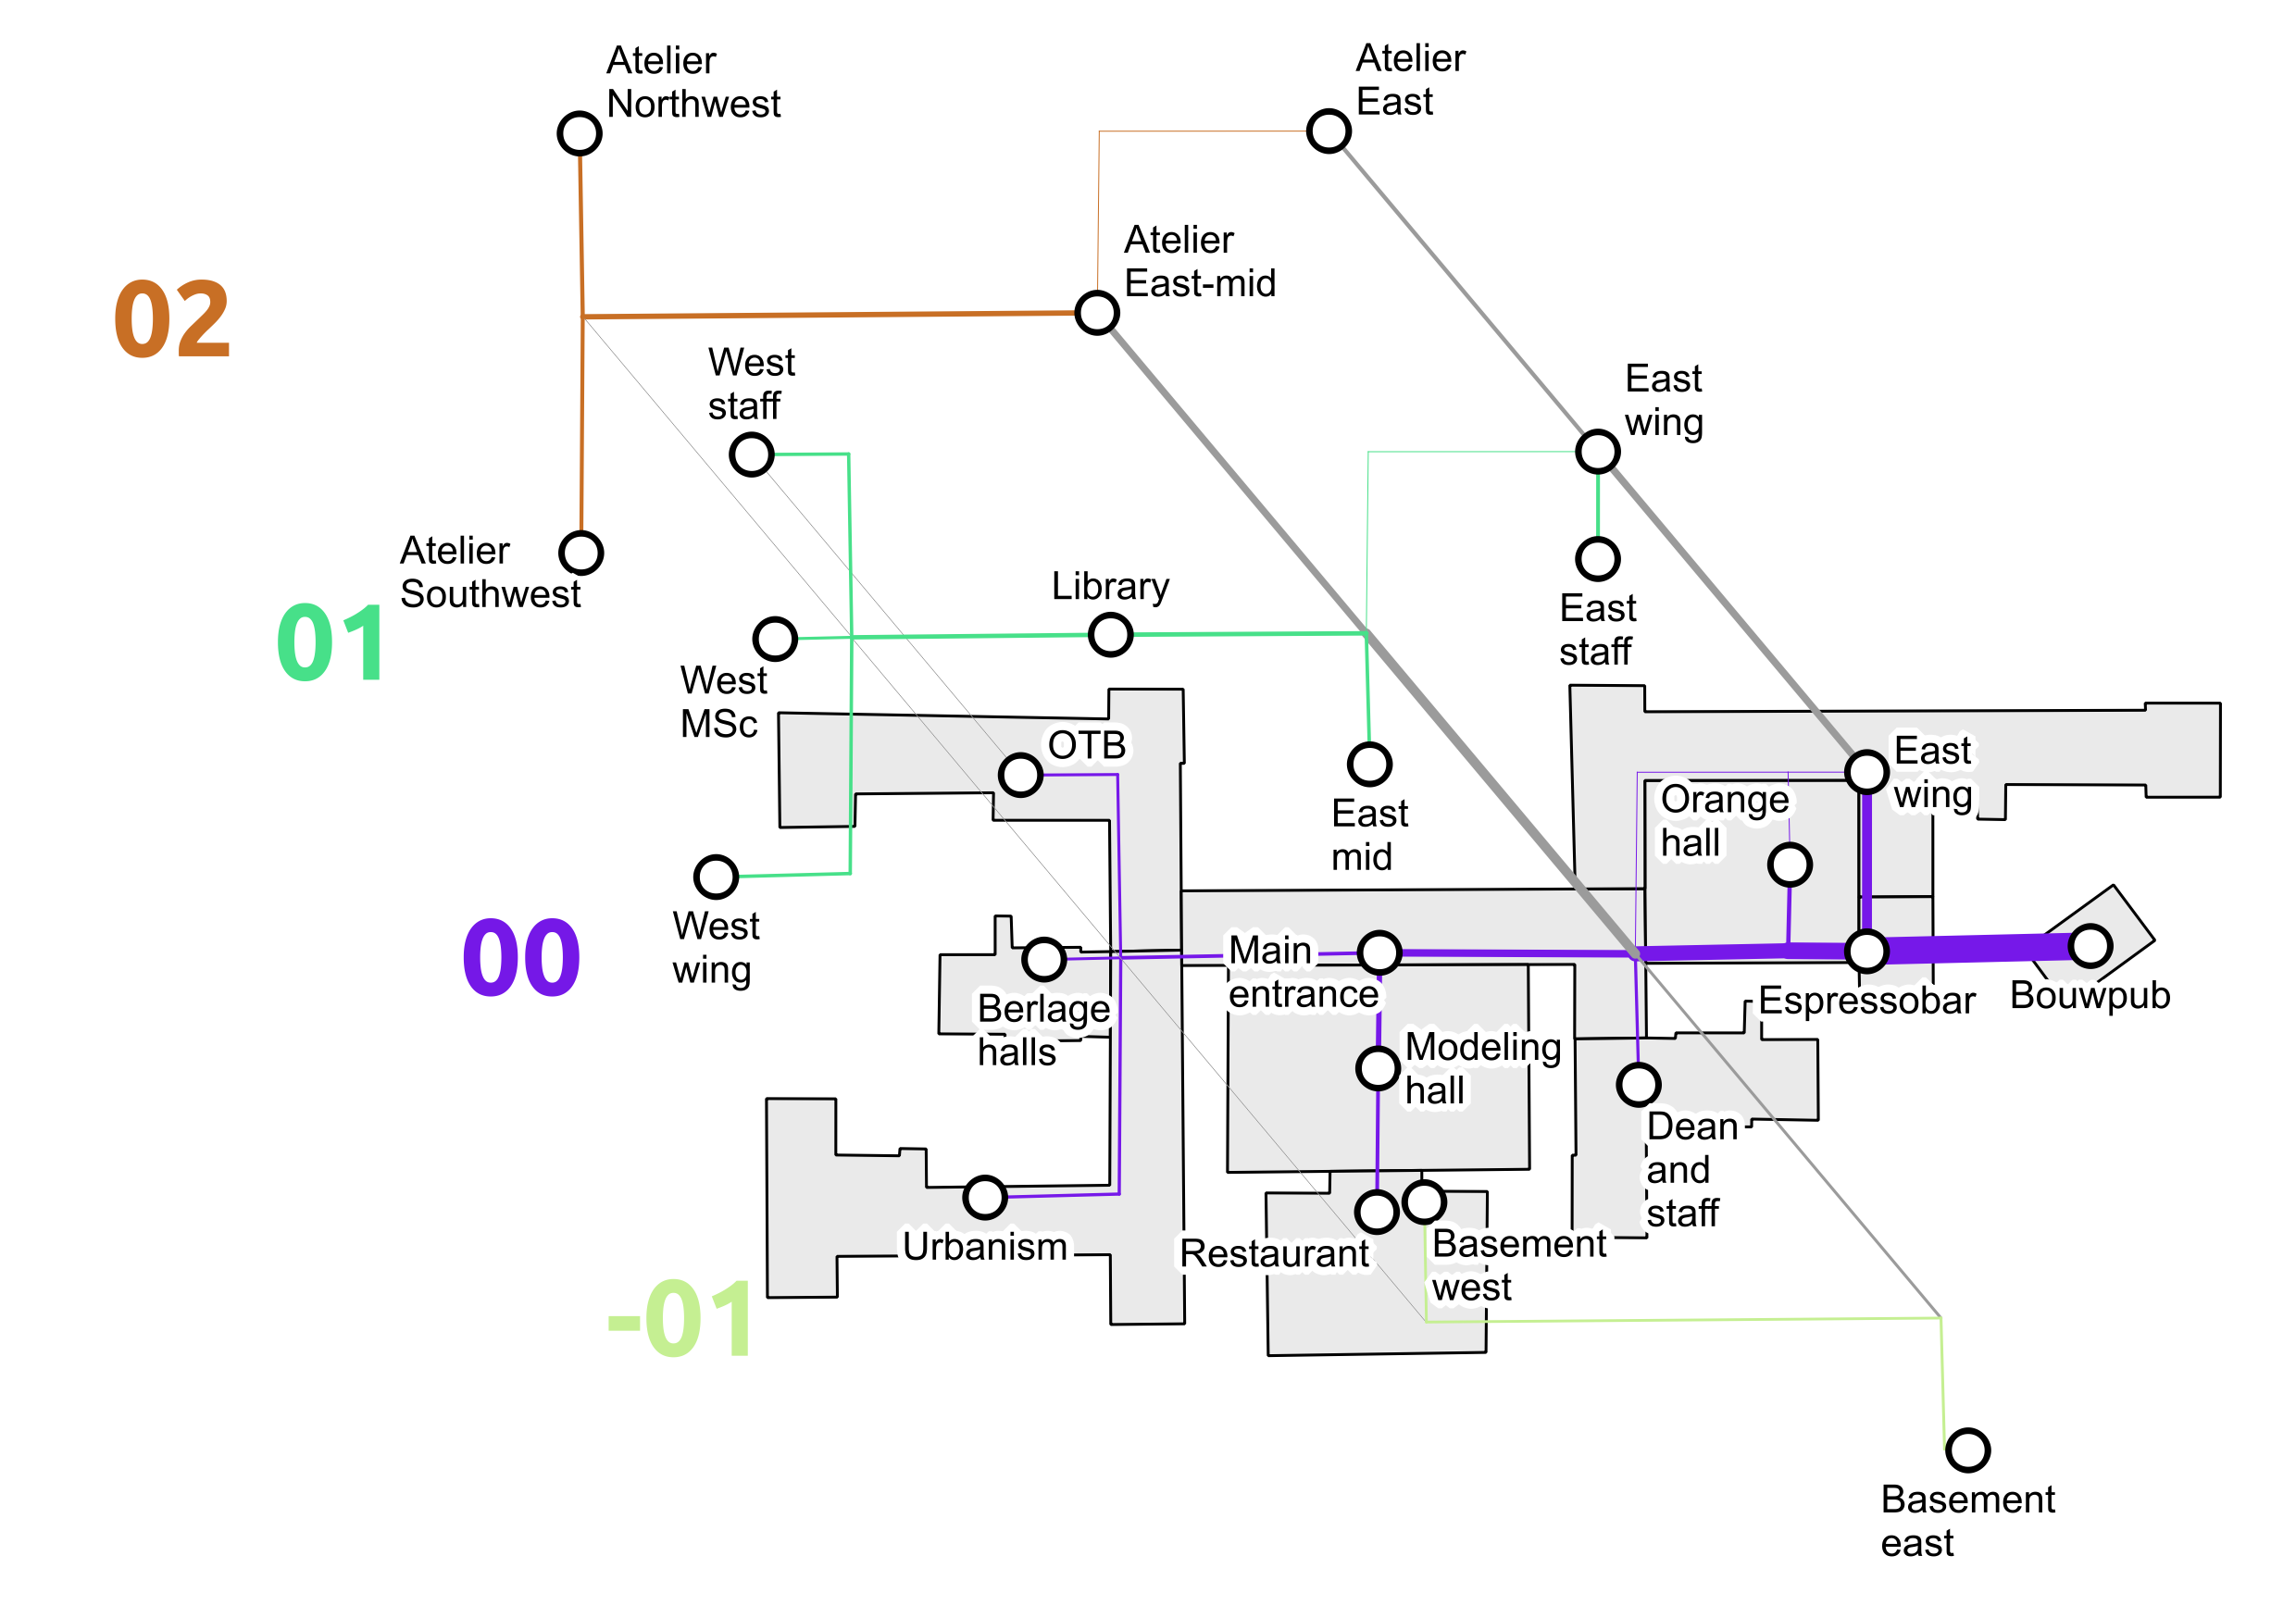 Atelier
Northwest
Atelier
East
Atelier
East-mid
02
West
staff
East
wing
Atelier
Southwest
Library
East
staff
01
West
MSc
OTB
East
wing
Orange
hall
East
mid
West
wing
00
Main
entrance
Berlage
halls
Espressobar
Bouwpub
Modeling
hall
Dean
and
staff
Urbanism
Restaurant
Basement
west
-01
Basement
east